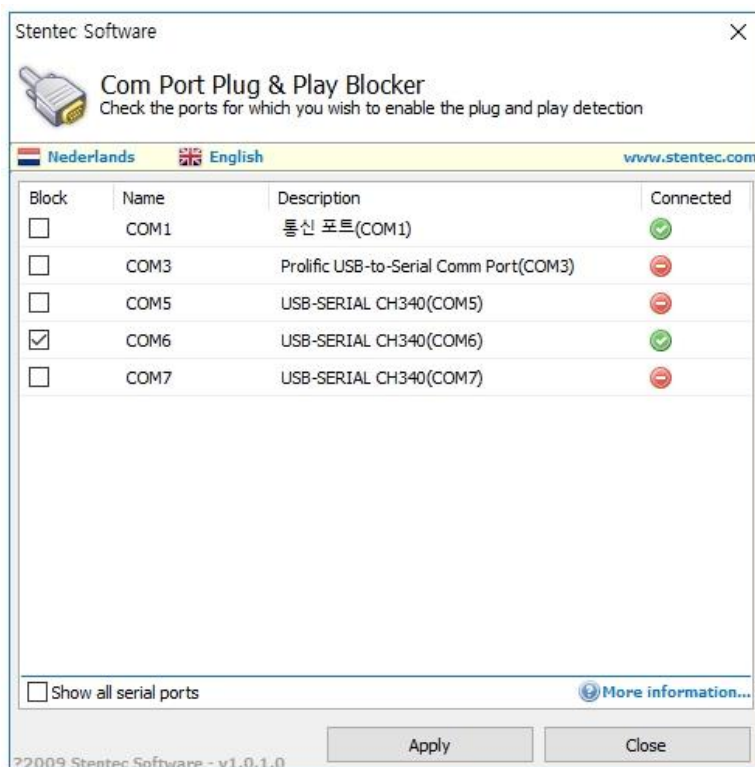 Stentec Software
Com Port Plug & Play Blocker
Check the ports for which you wish to enable the plug and play detection
Nederlands English www.stentec.com
Block Name Description Connected
COM1 통신 포트(COM1)
COM3 Prolific USB-to-Serial Comm Port(COM3)
COM5 USB-SERIAL CH340(COM5)
COM6 USB-SERIAL CH340(COM6)
COM7 USB-SERIAL CH340(COM7)
Show all serial ports More information...
Apply Close
?2009 Stentec Software - v1.0.1.0